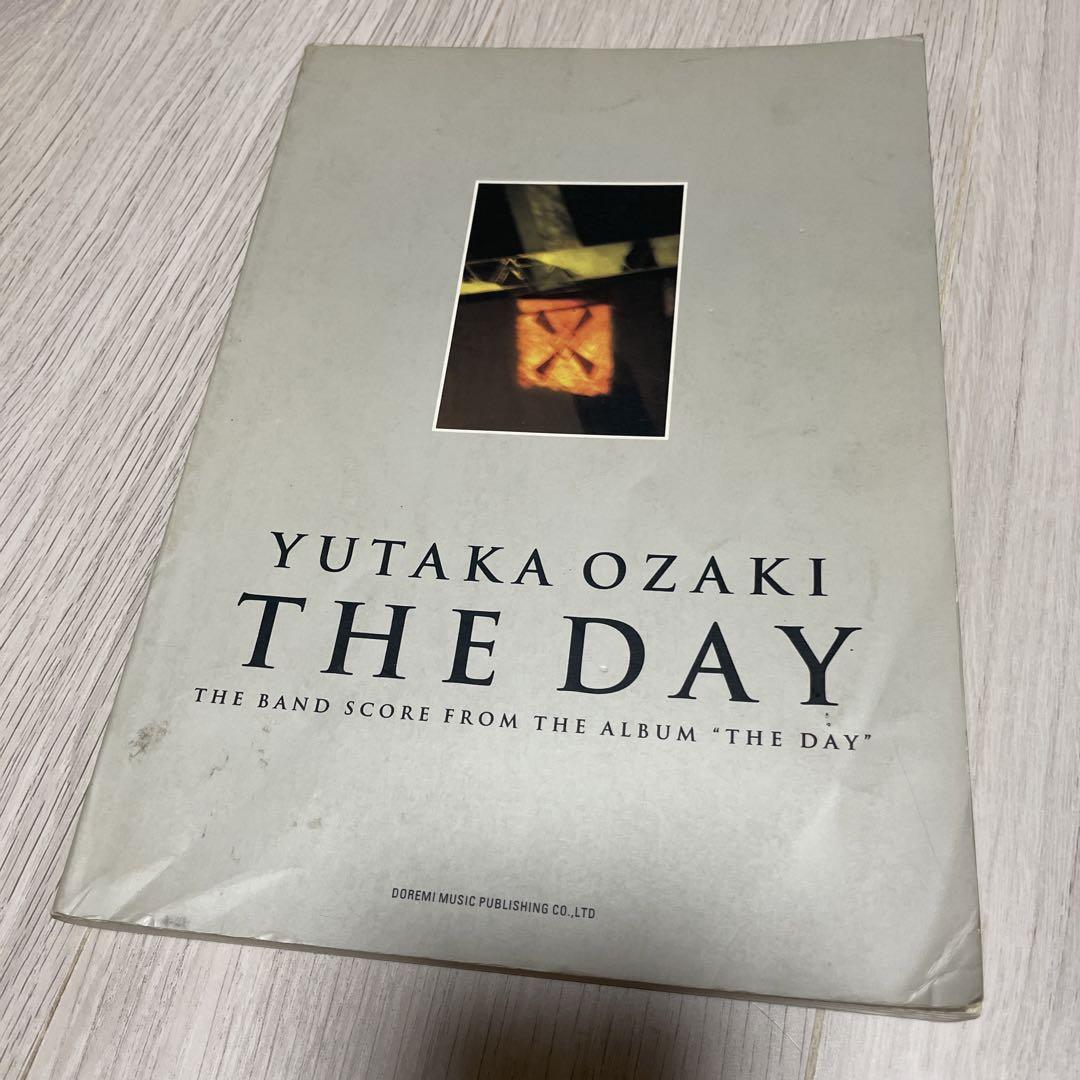 YUTAKA OZAKI
THE DAY
THE BAND SCORE FROM THE ALBUM “THE DAY”
DOREMI MUSIC PUBLISHING CO.,LTD